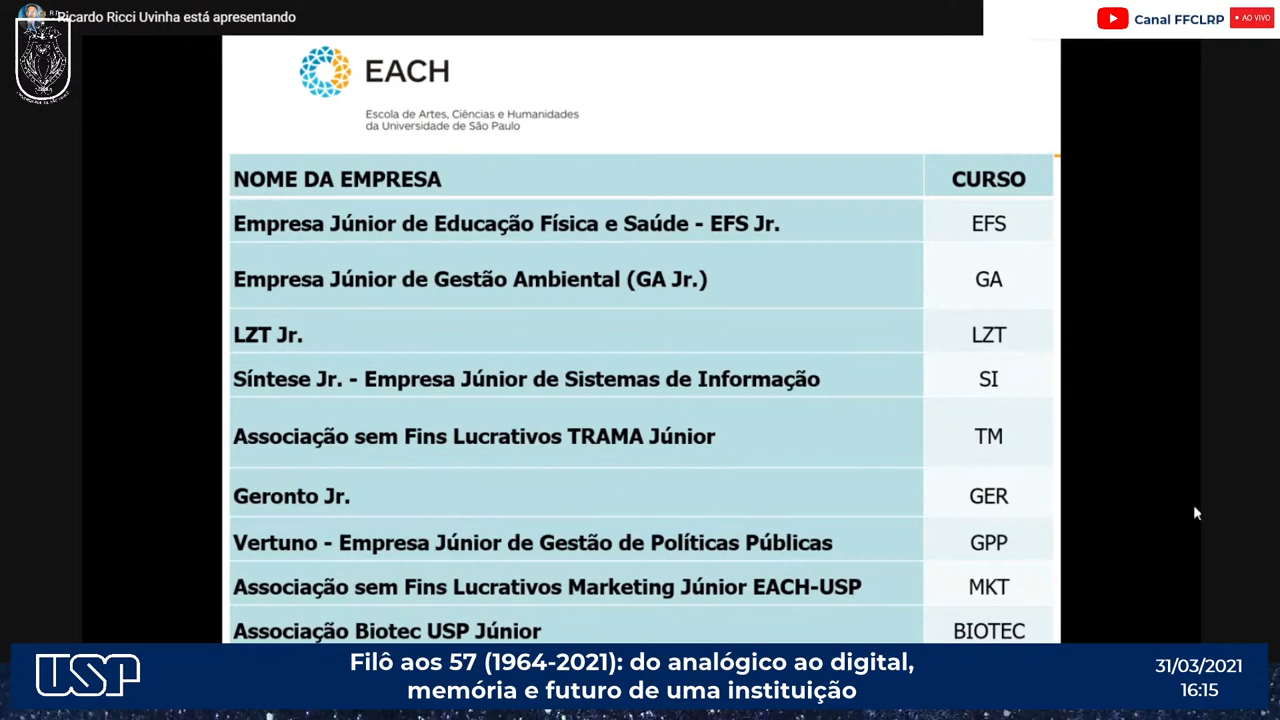 Ricardo Ricci Uvinha está apresentando
Canal FFCLRP
AO VIVO
EACH
Escola de Artes, Ciências e Humanidades
da Universidade de São Paulo
NOME DA EMPRESA CURSO
Empresa Júnior de Educação Física e Saúde - EFS Jr. EFS
Empresa Júnior de Gestão Ambiental (GA Jr.) GA
LZT Jr. LZT
Síntese Jr. - Empresa Júnior de Sistemas de Informação SI
Associação sem Fins Lucrativos TRAMA Júnior TM
Geronto Jr. GER
Vertuno - Empresa Júnior de Gestão de Políticas Públicas GPP
Associação sem Fins Lucrativos Marketing Júnior EACH-USP MKT
Associação Biotec USP Júnior BIOTEC
USP
Filô aos 57 (1964-2021): do analógico ao digital,
memória e futuro de uma instituição
31/03/2021
16:15